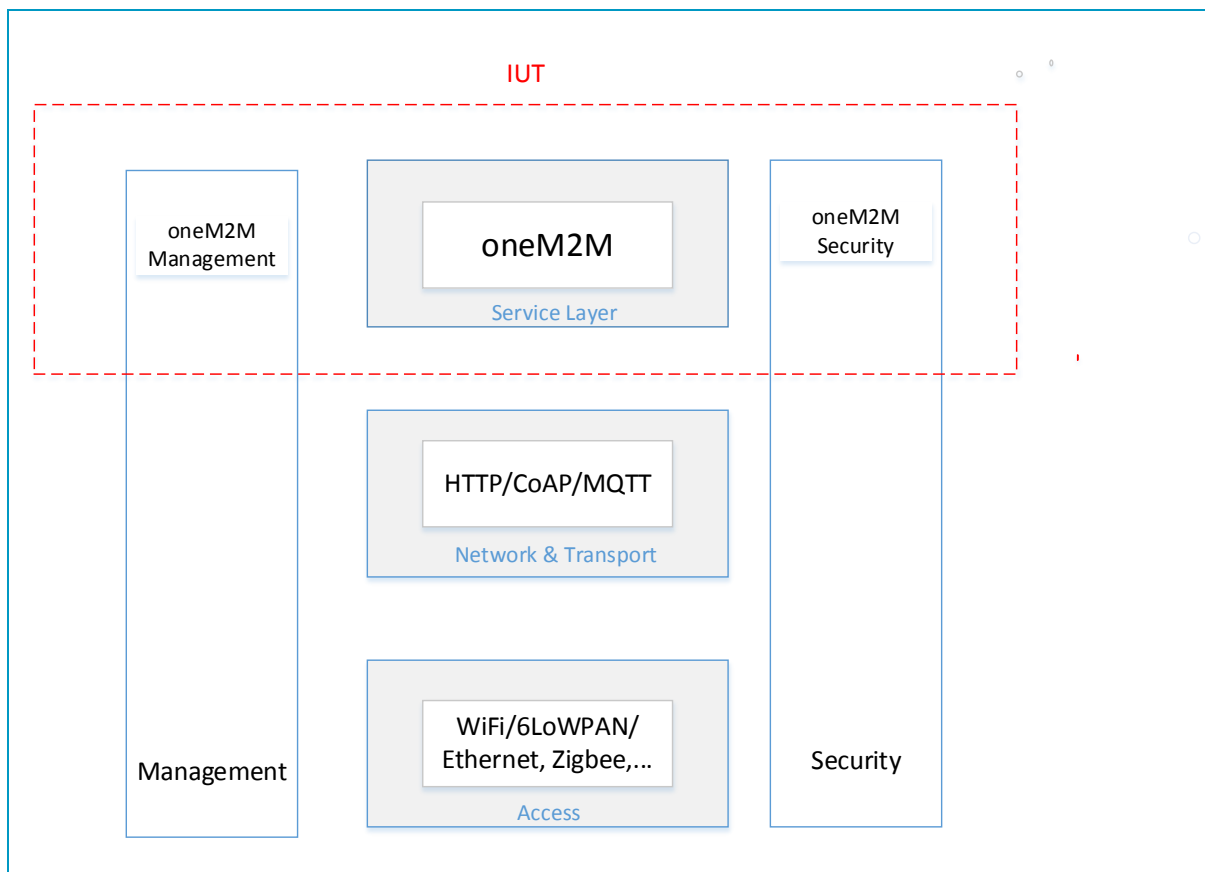 IUT
oneM2M
Management
oneM2M
Service Layer
oneM2M
Security
HTTP/CoAP/MQTT
Network & Transport
WiFi/6LoWPAN/
Ethernet, Zigbee,...
Access
Management
Security